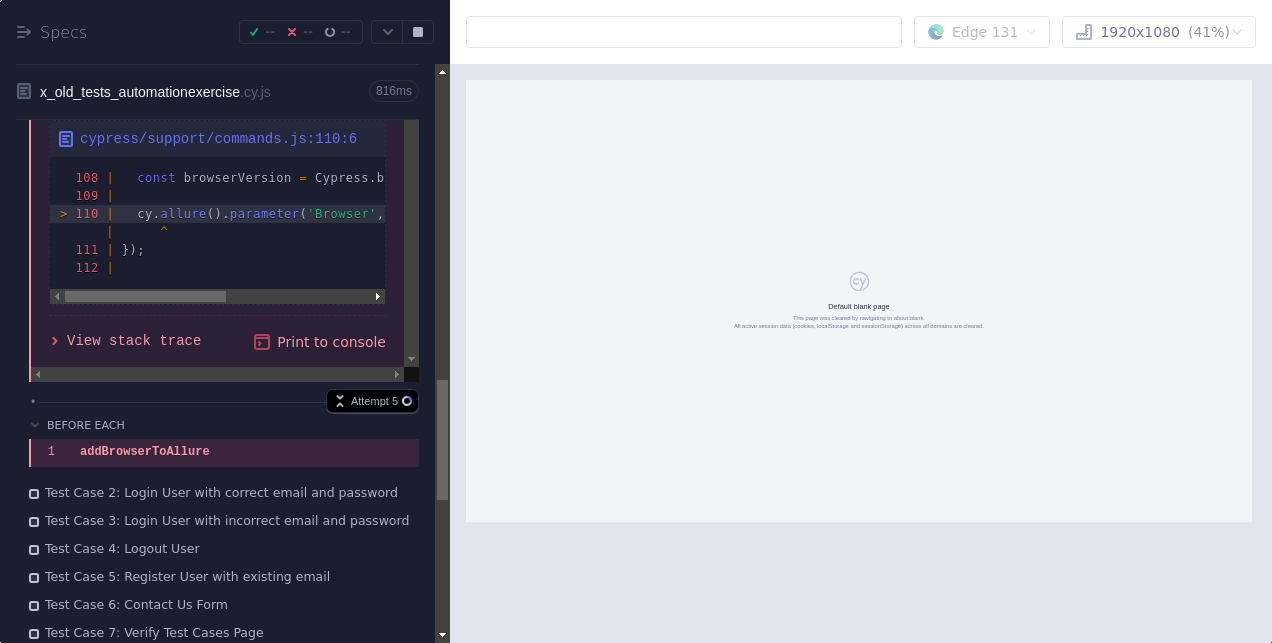 Specs
-- -- --
Edge 131
1920x1080 (41%)
x_old_tests_automationexercise.cy.js
816ms
cypress/support/commands.js:110:6
108 | const browserVersion = Cypress.b
109 |
> 110 | cy.allure().parameter('Browser',
| ^
111 | });
112 |
View stack trace
Print to console
Attempt 5
BEFORE EACH
1 addBrowserToAllure
Test Case 2: Login User with correct email and password
Test Case 3: Login User with incorrect email and password
Test Case 4: Logout User
Test Case 5: Register User with existing email
Test Case 6: Contact Us Form
Test Case 7: Verify Test Cases Page
cy
Default blank page
This page was cleared by navigating to about:blank.
All active session data (cookies, localStorage and sessionStorage) across all domains are cleared.